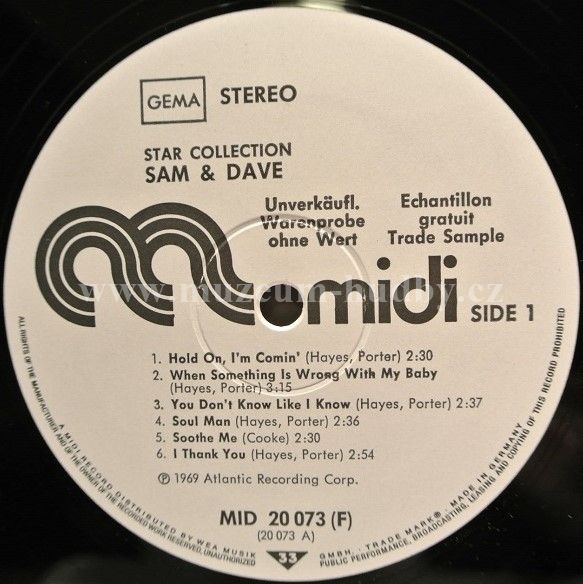 GEMA STEREO
STAR COLLECTION
SAM & DAVE
Unverkäufl. Echantillon
Warenprobe gratuit
ohne Wert Trade Sample
midi SIDE 1
www.muzeum-hudby.cz
1. Hold On, I'm Comin' (Hayes, Porter) 2:30
2. When Something Is Wrong With My Baby
(Hayes, Porter) 3:15
3. You Don't Know Like I Know (Hayes, Porter) 2:37
4. Soul Man (Hayes, Porter) 2:36
5. Soothe Me (Cooke) 2:30
6. I Thank You (Hayes, Porter) 2:54
℗ 1969 Atlantic Recording Corp.
MID 20 073 (F)
(20 073 A)
33
ALL RIGHTS OF THE MANUFACTURER AND OF THE OWNER OF THE RECORDED WORK RESERVED, UNAUTHORIZED
PUBLIC PERFORMANCE, BROADCASTING, LEASING AND COPYING OF THIS RECORD PROHIBITED
A MIDI RECORD DISTRIBUTED BY WEA MUSIK
GMBH. · TRADE MARK ® · MADE IN GERMANY